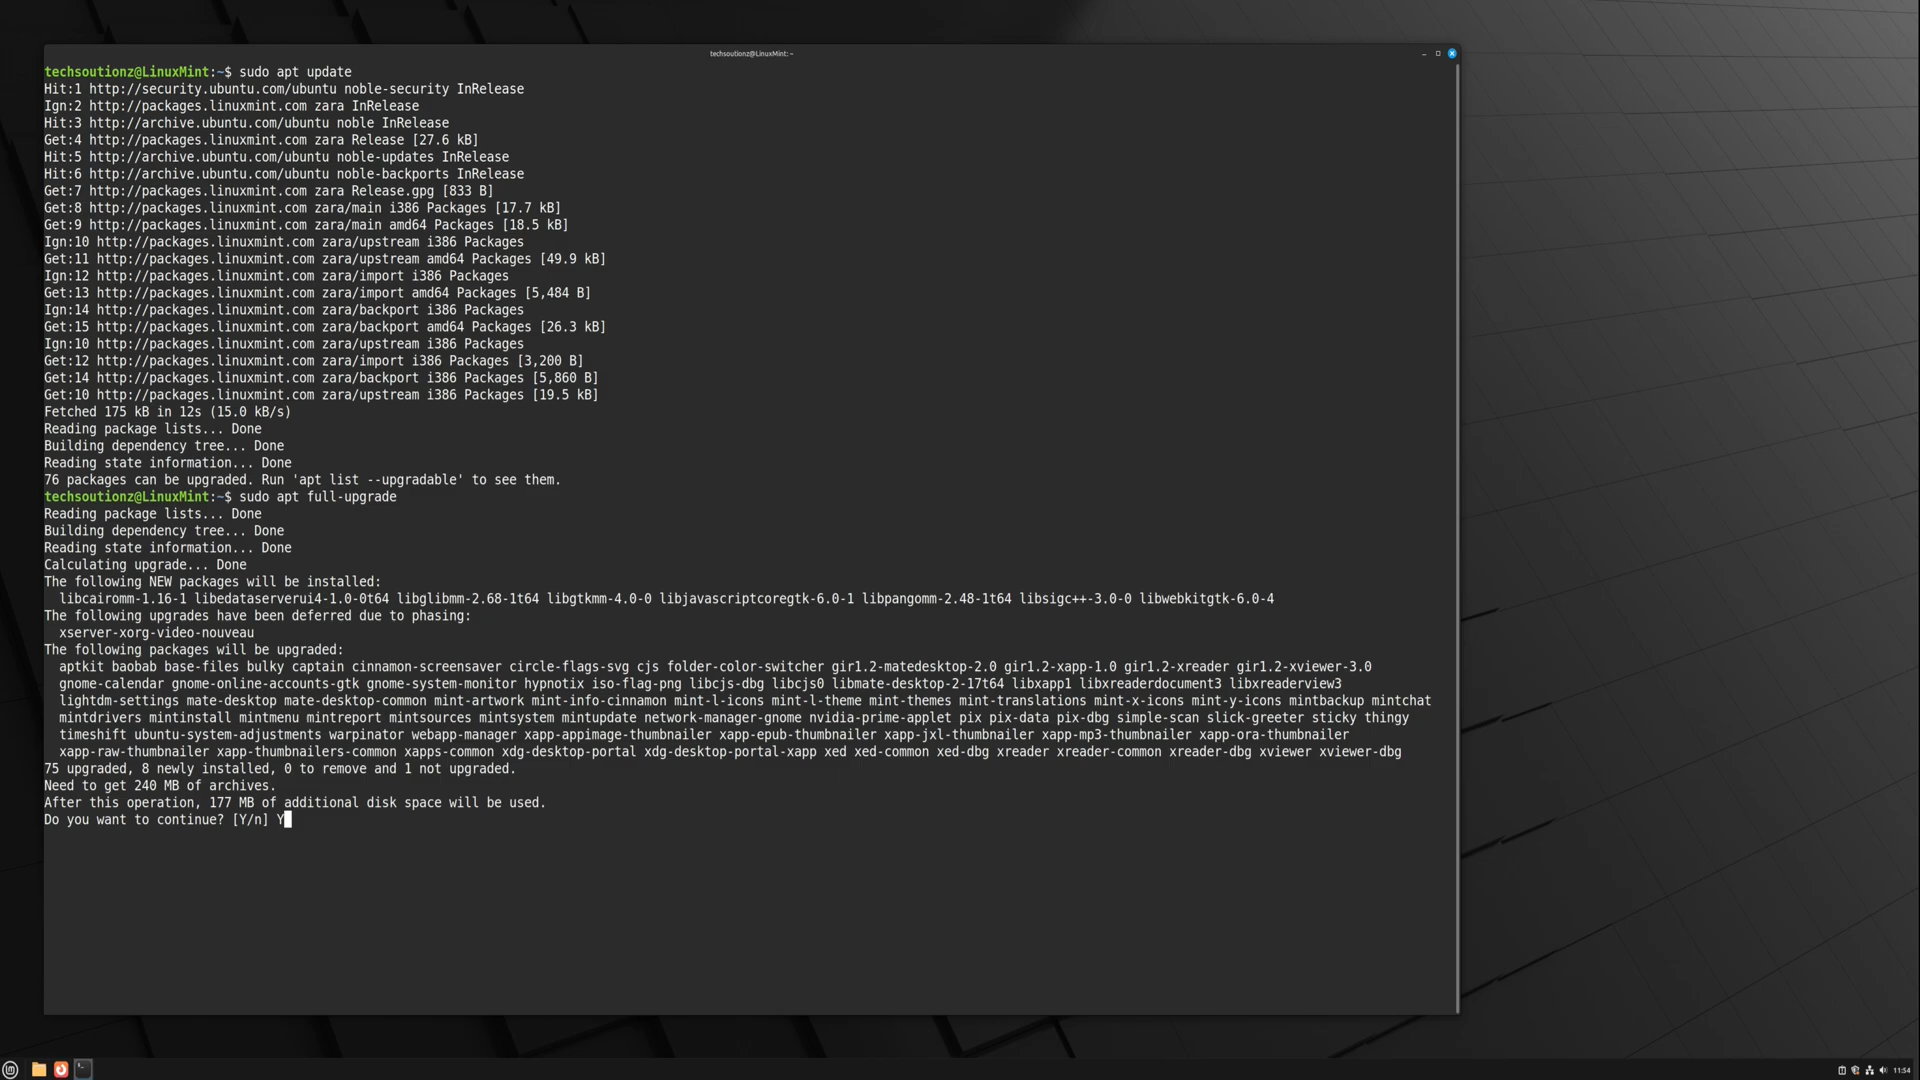 techsoutionz@LinuxMint: ~
techsoutionz@LinuxMint:~$ sudo apt update
Hit:1 http://security.ubuntu.com/ubuntu noble-security InRelease
Ign:2 http://packages.linuxmint.com zara InRelease
Hit:3 http://archive.ubuntu.com/ubuntu noble InRelease
Get:4 http://packages.linuxmint.com zara Release [27.6 kB]
Hit:5 http://archive.ubuntu.com/ubuntu noble-updates InRelease
Hit:6 http://archive.ubuntu.com/ubuntu noble-backports InRelease
Get:7 http://packages.linuxmint.com zara Release.gpg [833 B]
Get:8 http://packages.linuxmint.com zara/main i386 Packages [17.7 kB]
Get:9 http://packages.linuxmint.com zara/main amd64 Packages [18.5 kB]
Ign:10 http://packages.linuxmint.com zara/upstream i386 Packages
Get:11 http://packages.linuxmint.com zara/upstream amd64 Packages [49.9 kB]
Ign:12 http://packages.linuxmint.com zara/import i386 Packages
Get:13 http://packages.linuxmint.com zara/import amd64 Packages [5,484 B]
Ign:14 http://packages.linuxmint.com zara/backport i386 Packages
Get:15 http://packages.linuxmint.com zara/backport amd64 Packages [26.3 kB]
Ign:10 http://packages.linuxmint.com zara/upstream i386 Packages
Get:12 http://packages.linuxmint.com zara/import i386 Packages [3,200 B]
Get:14 http://packages.linuxmint.com zara/backport i386 Packages [5,860 B]
Get:10 http://packages.linuxmint.com zara/upstream i386 Packages [19.5 kB]
Fetched 175 kB in 12s (15.0 kB/s)
Reading package lists... Done
Building dependency tree... Done
Reading state information... Done
76 packages can be upgraded. Run 'apt list --upgradable' to see them.
techsoutionz@LinuxMint:~$ sudo apt full-upgrade
Reading package lists... Done
Building dependency tree... Done
Reading state information... Done
Calculating upgrade... Done
The following NEW packages will be installed:
libcairomm-1.16-1 libedataserverui4-1.0-0t64 libglibmm-2.68-1t64 libgtkmm-4.0-0 libjavascriptcoregtk-6.0-1 libpangomm-2.48-1t64 libsigc++-3.0-0 libwebkitgtk-6.0-4
The following upgrades have been deferred due to phasing:
xserver-xorg-video-nouveau
The following packages will be upgraded:
aptkit baobab base-files bulky captain cinnamon-screensaver circle-flags-svg cjs folder-color-switcher gir1.2-matedesktop-2.0 gir1.2-xapp-1.0 gir1.2-xreader gir1.2-xviewer-3.0
gnome-calendar gnome-online-accounts-gtk gnome-system-monitor hypnotix iso-flag-png libcjs-dbg libcjs0 libmate-desktop-2-17t64 libxapp1 libxreaderdocument3 libxreaderview3
lightdm-settings mate-desktop mate-desktop-common mint-artwork mint-info-cinnamon mint-l-icons mint-l-theme mint-themes mint-translations mint-x-icons mint-y-icons mintbackup mintchat
mintdrivers mintinstall mintmenu mintreport mintsources mintsystem mintupdate network-manager-gnome nvidia-prime-applet pix pix-data pix-dbg simple-scan slick-greeter sticky thingy
timeshift ubuntu-system-adjustments warpinator webapp-manager xapp-appimage-thumbnailer xapp-epub-thumbnailer xapp-jxl-thumbnailer xapp-mp3-thumbnailer xapp-ora-thumbnailer
xapp-raw-thumbnailer xapp-thumbnailers-common xapps-common xdg-desktop-portal xdg-desktop-portal-xapp xed xed-common xed-dbg xreader xreader-common xreader-dbg xviewer xviewer-dbg
75 upgraded, 8 newly installed, 0 to remove and 1 not upgraded.
Need to get 240 MB of archives.
After this operation, 177 MB of additional disk space will be used.
Do you want to continue? [Y/n] Y
11:54